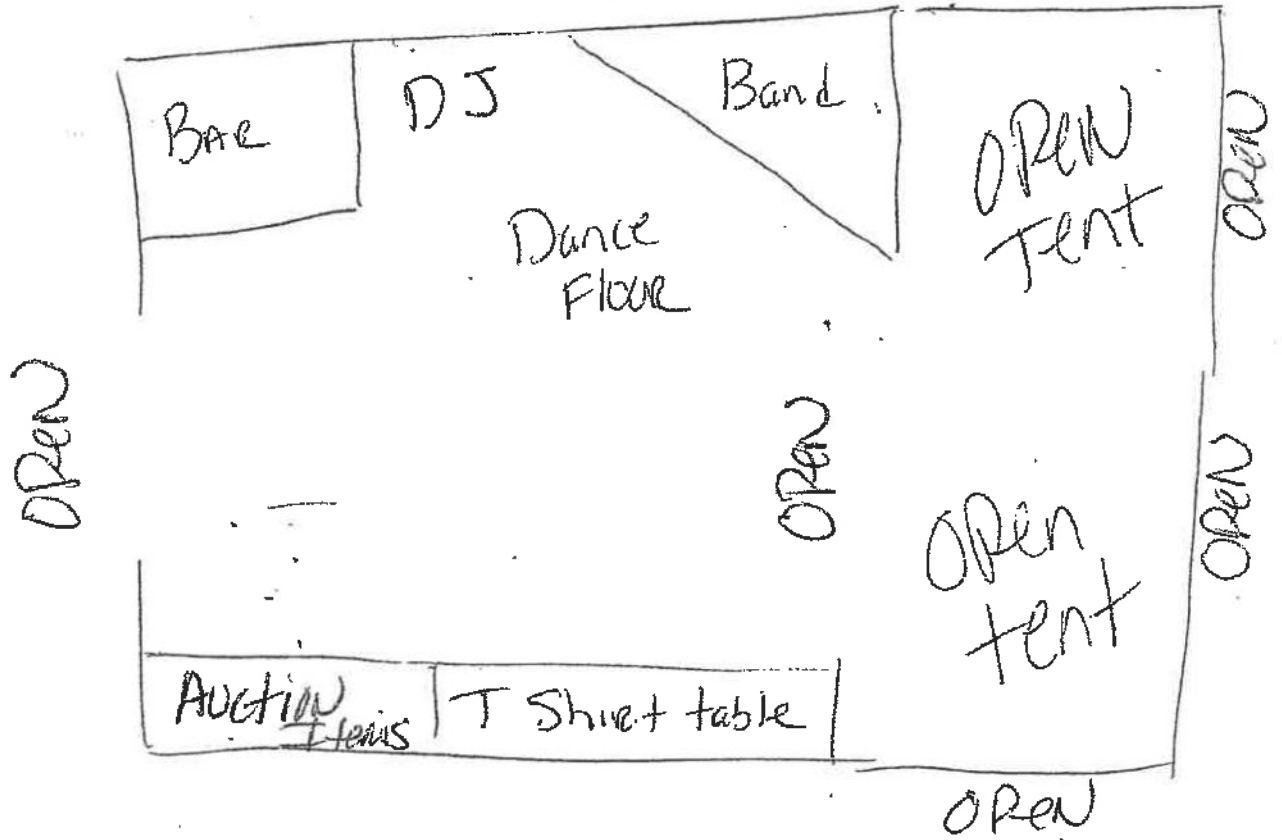 BAR
DJ
Band
OPEN
Tent
OPEN
Dance
Floor
OPEN
OPEN
OPEN
Open
tent
Auction
Items
T Shirt table
OPEN